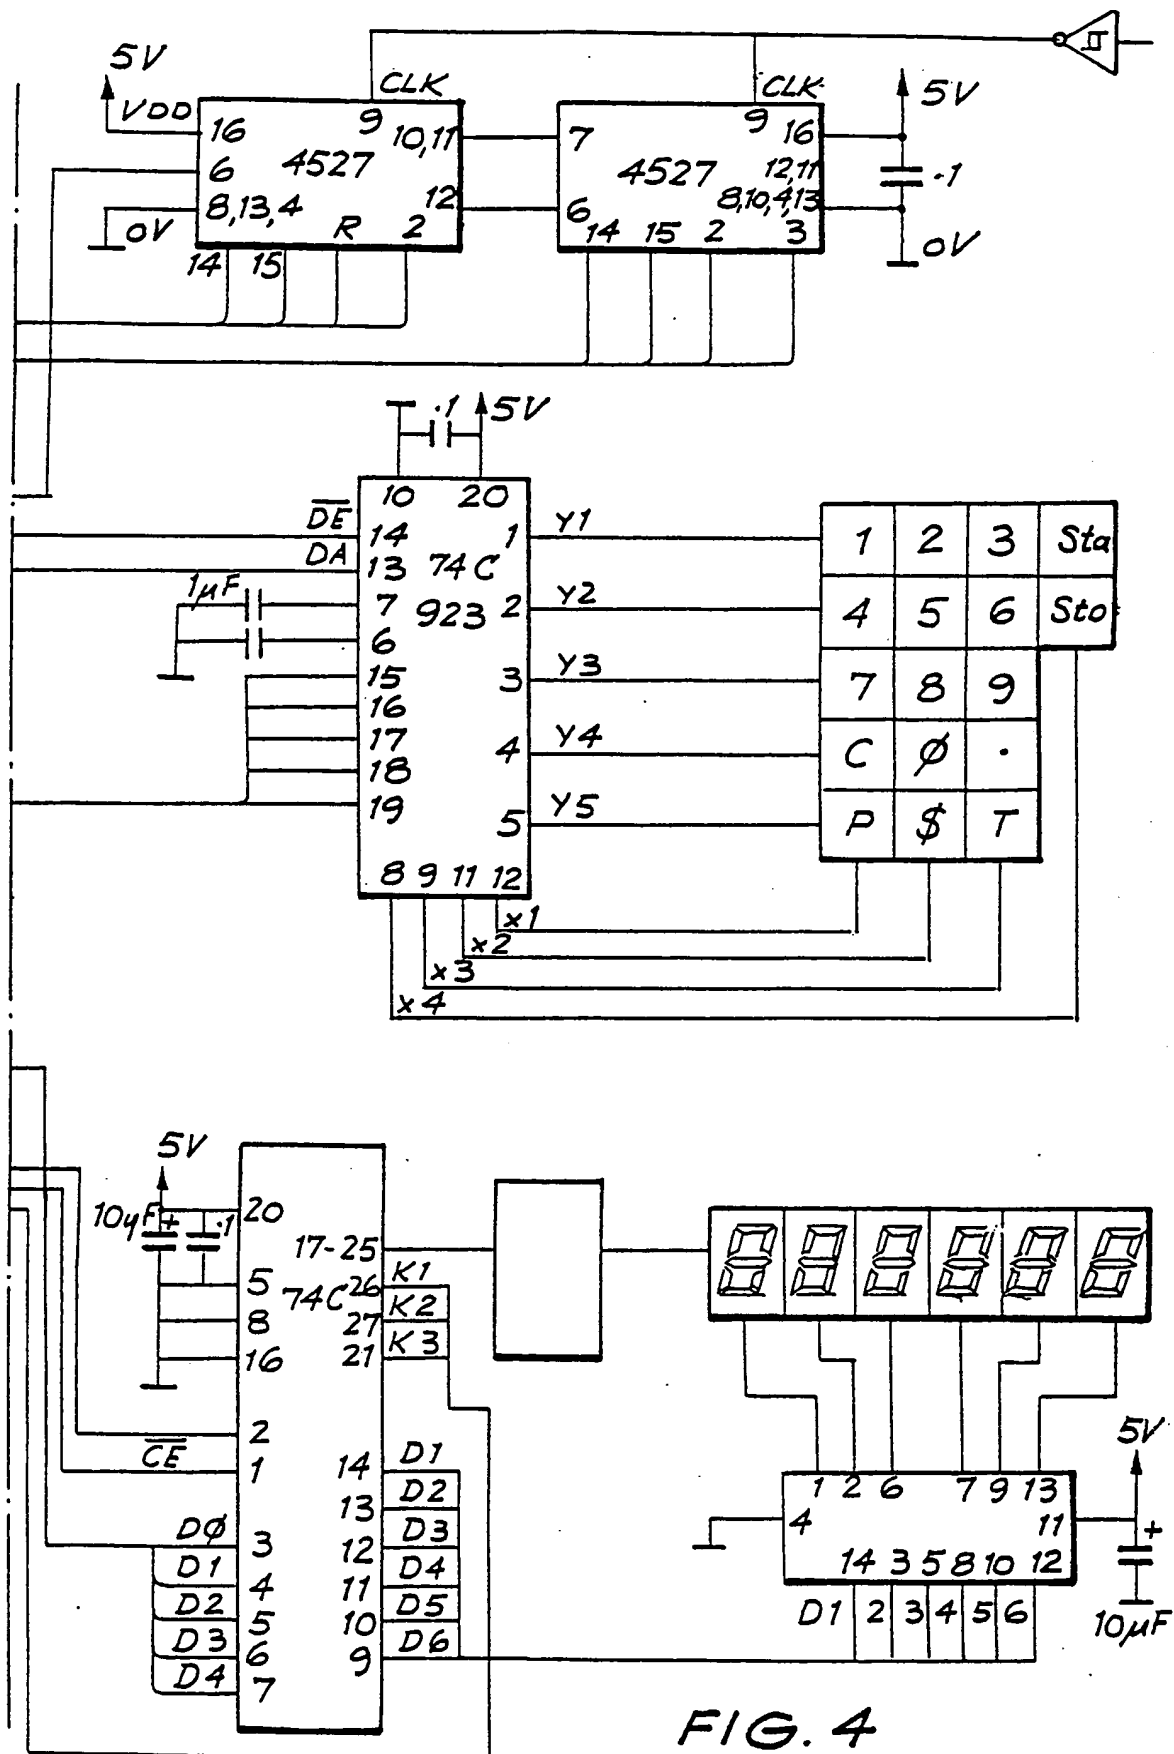 5V
5V
CLK
CLK
VDD
16
9
10,11
7
9
16
6
4527
4527
12,11
.1
8,13,4
12
6
8,10,4,13
0V
R
2
14
15
2
3
0V
14
15
.1
5V
10
20
DE
14
1
Y1
1
2
3
Sta
DA
13
74C
1µF
7
923
2
Y2
4
5
6
Sto
6
15
3
Y3
7
8
9
16
17
4
Y4
C
Ø
.
18
19
5
Y5
P
$
T
8
9
11
12
x1
x2
x3
x4
5V
10µF
+
.1
20
17-25
5
74C
26
K1
8
27
K2
16
21
K3
2
5V
CE
1
14
D1
1
2
6
7
9
13
13
D2
4
11
+
DØ
3
12
D3
D1
4
11
D4
14
3
5
8
10
12
D2
5
10
D5
D1
2
3
4
5
6
10µF
D3
6
9
D6
D4
7
FIG. 4